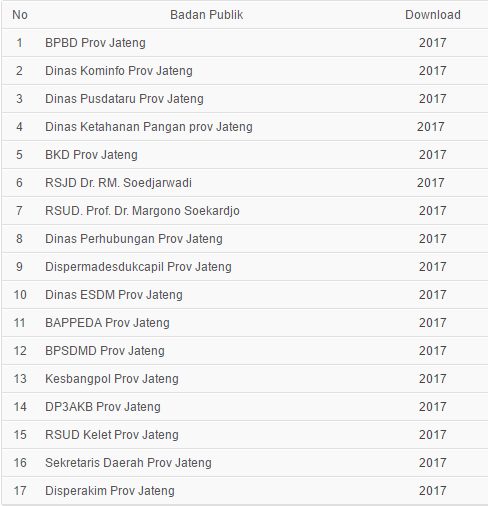 No Badan Publik Download
1 BPBD Prov Jateng 2017
2 Dinas Kominfo Prov Jateng 2017
3 Dinas Pusdataru Prov Jateng 2017
4 Dinas Ketahanan Pangan prov Jateng 2017
5 BKD Prov Jateng 2017
6 RSJD Dr. RM. Soedjarwadi 2017
7 RSUD. Prof. Dr. Margono Soekardjo 2017
8 Dinas Perhubungan Prov Jateng 2017
9 Dispermadesdukcapil Prov Jateng 2017
10 Dinas ESDM Prov Jateng 2017
11 BAPPEDA Prov Jateng 2017
12 BPSDMD Prov Jateng 2017
13 Kesbangpol Prov Jateng 2017
14 DP3AKB Prov Jateng 2017
15 RSUD Kelet Prov Jateng 2017
16 Sekretaris Daerah Prov Jateng 2017
17 Disperakim Prov Jateng 2017